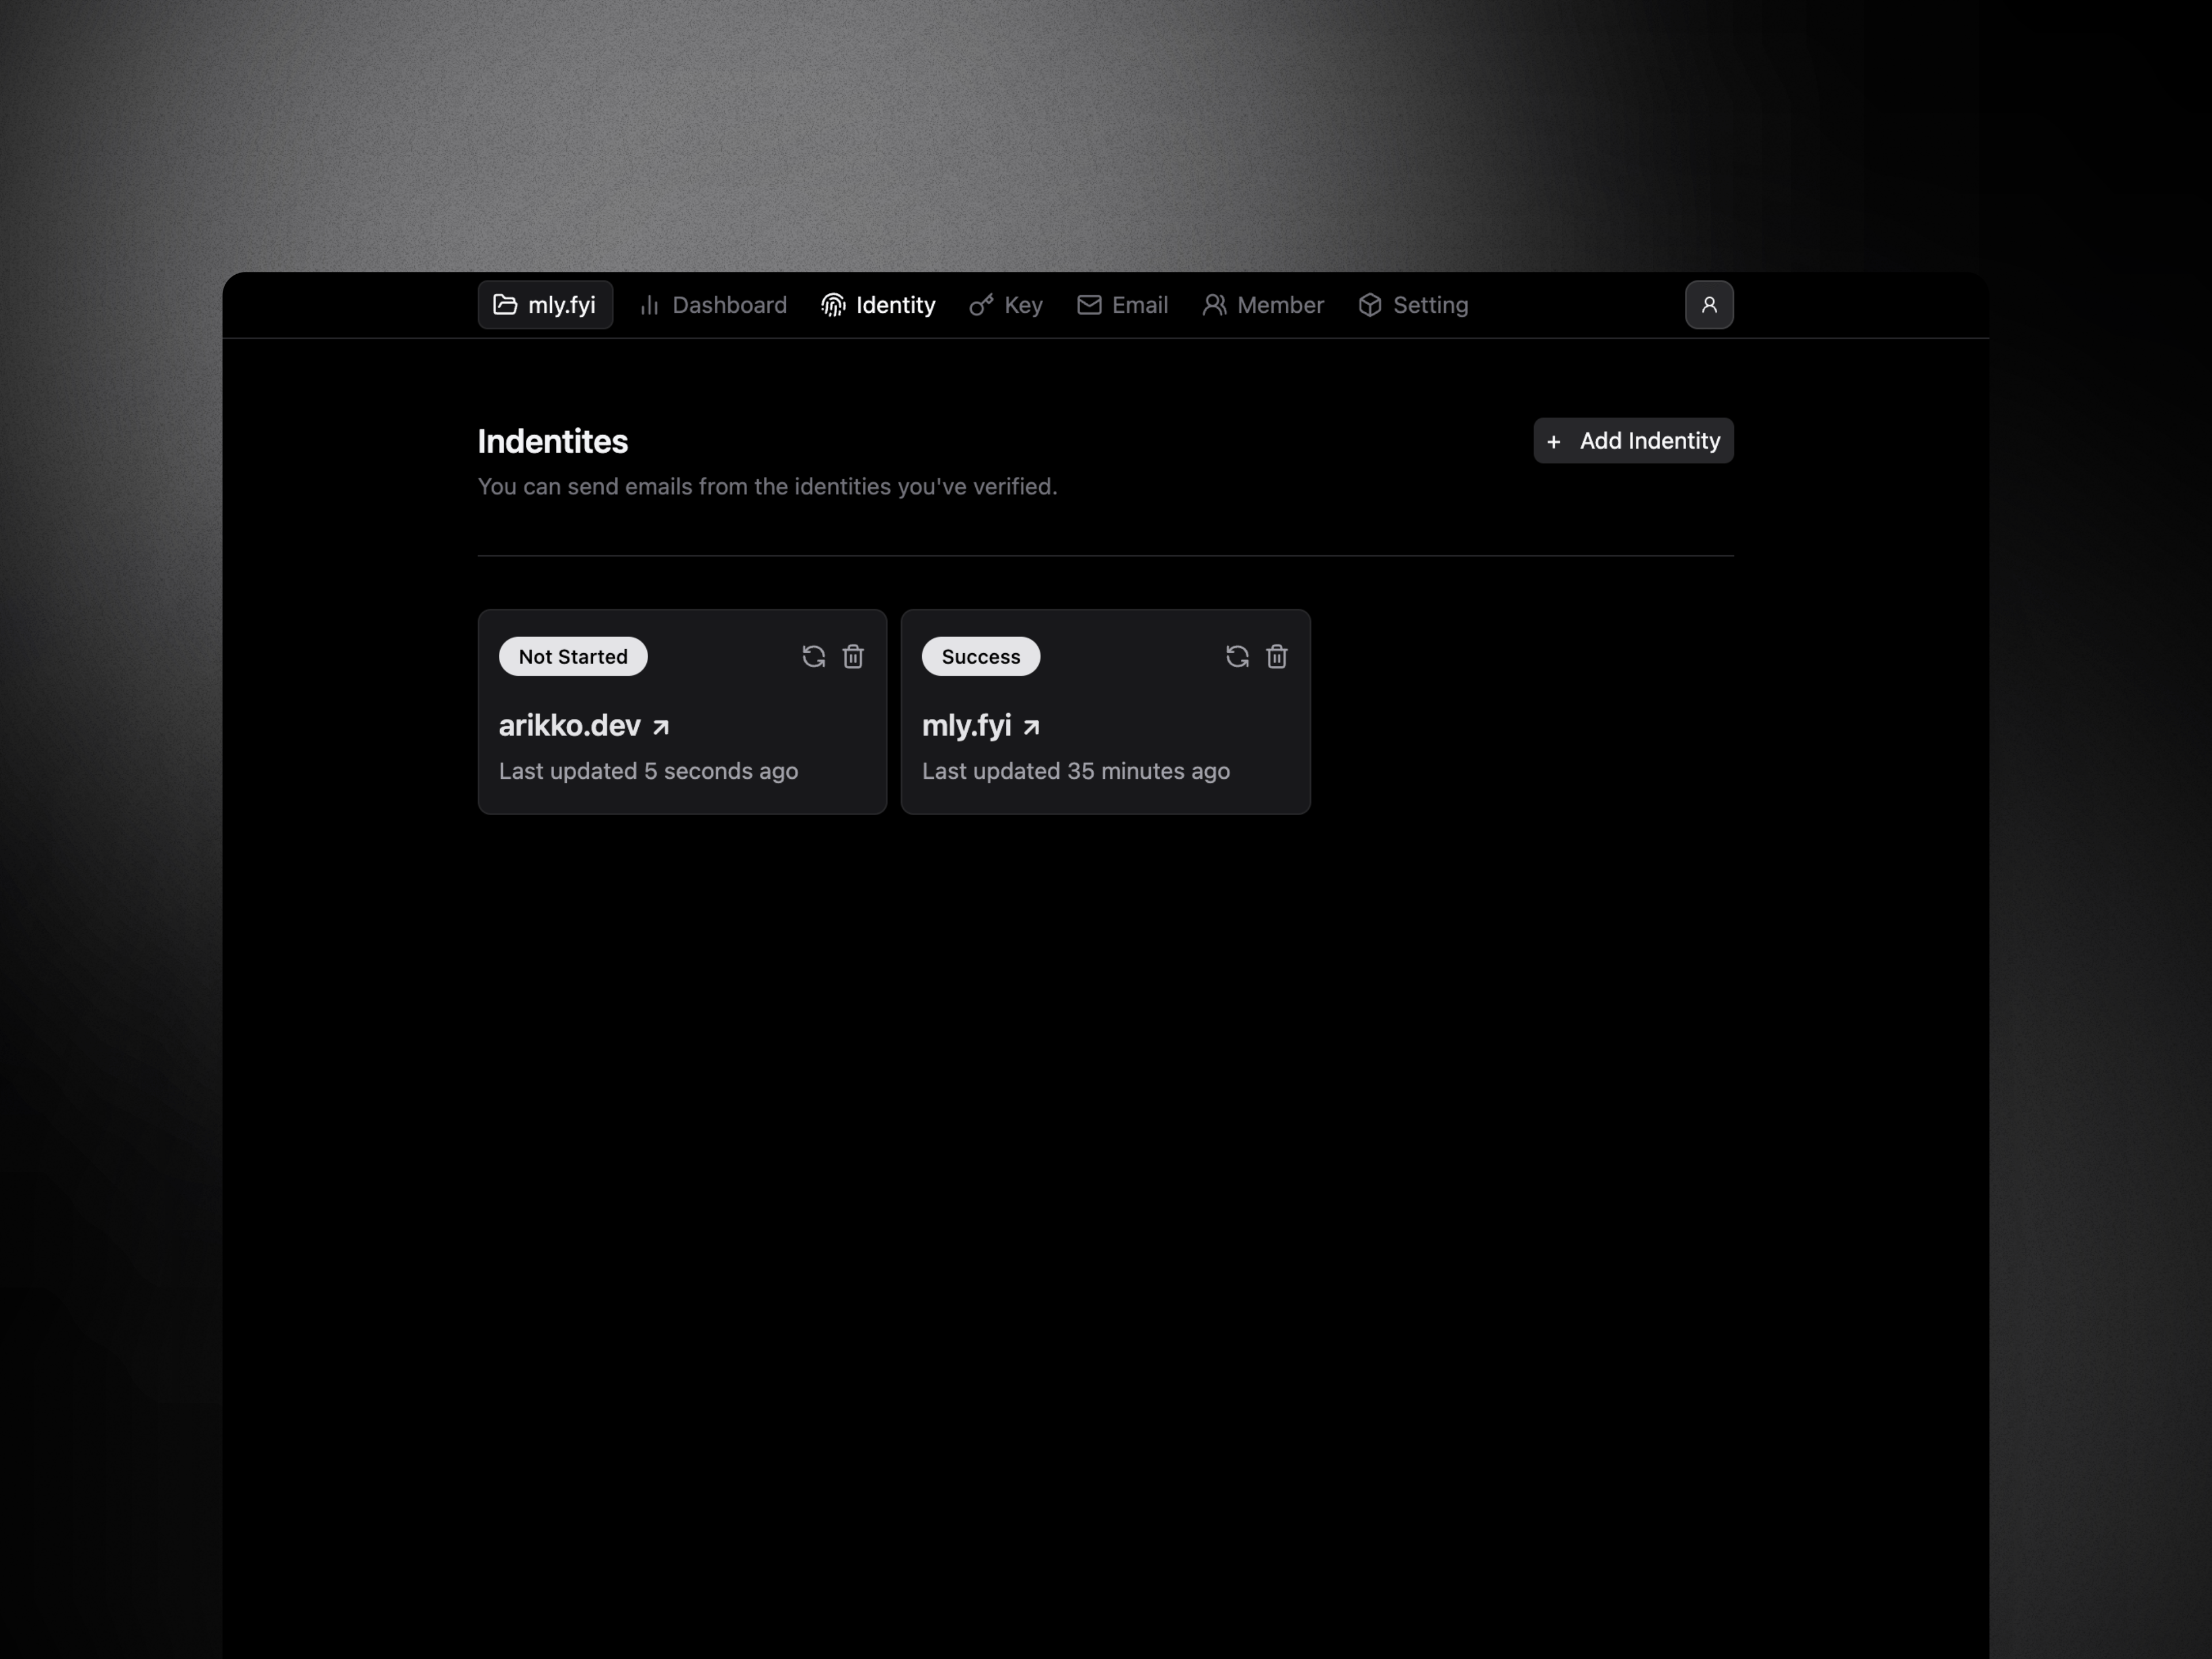 mly.fyi Dashboard Identity Key Email Member Setting
Indentites
+ Add Indentity
You can send emails from the identities you've verified.
Not Started
arikko.dev
Last updated 5 seconds ago
Success
mly.fyi
Last updated 35 minutes ago